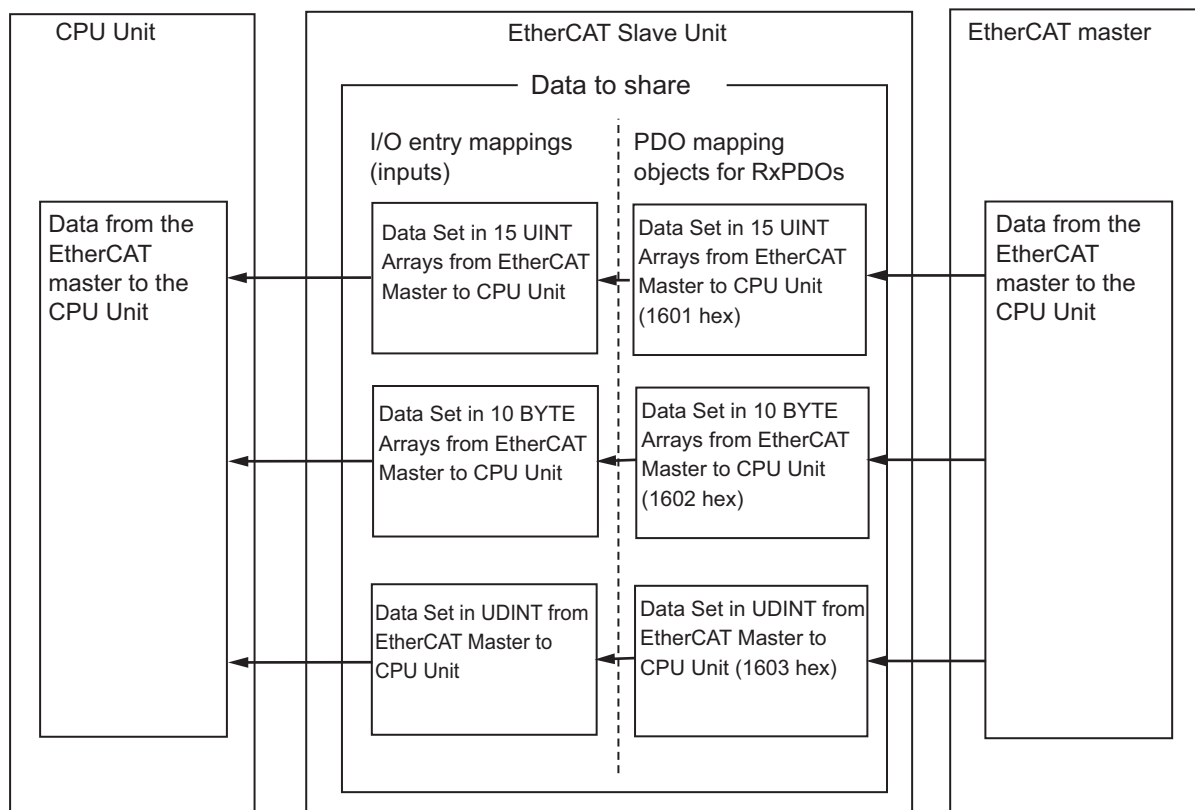 CPU Unit
EtherCAT Slave Unit
EtherCAT master
Data to share
I/O entry mappings
(inputs)
PDO mapping
objects for RxPDOs
Data from the
EtherCAT
master to the
CPU Unit
Data Set in 15 UINT
Arrays from EtherCAT
Master to CPU Unit
Data Set in 15 UINT
Arrays from EtherCAT
Master to CPU Unit
(1601 hex)
Data from the
EtherCAT
master to the
CPU Unit
Data Set in 10 BYTE
Arrays from EtherCAT
Master to CPU Unit
Data Set in 10 BYTE
Arrays from EtherCAT
Master to CPU Unit
(1602 hex)
Data Set in UDINT from
EtherCAT Master to
CPU Unit
Data Set in UDINT from
EtherCAT Master to
CPU Unit (1603 hex)